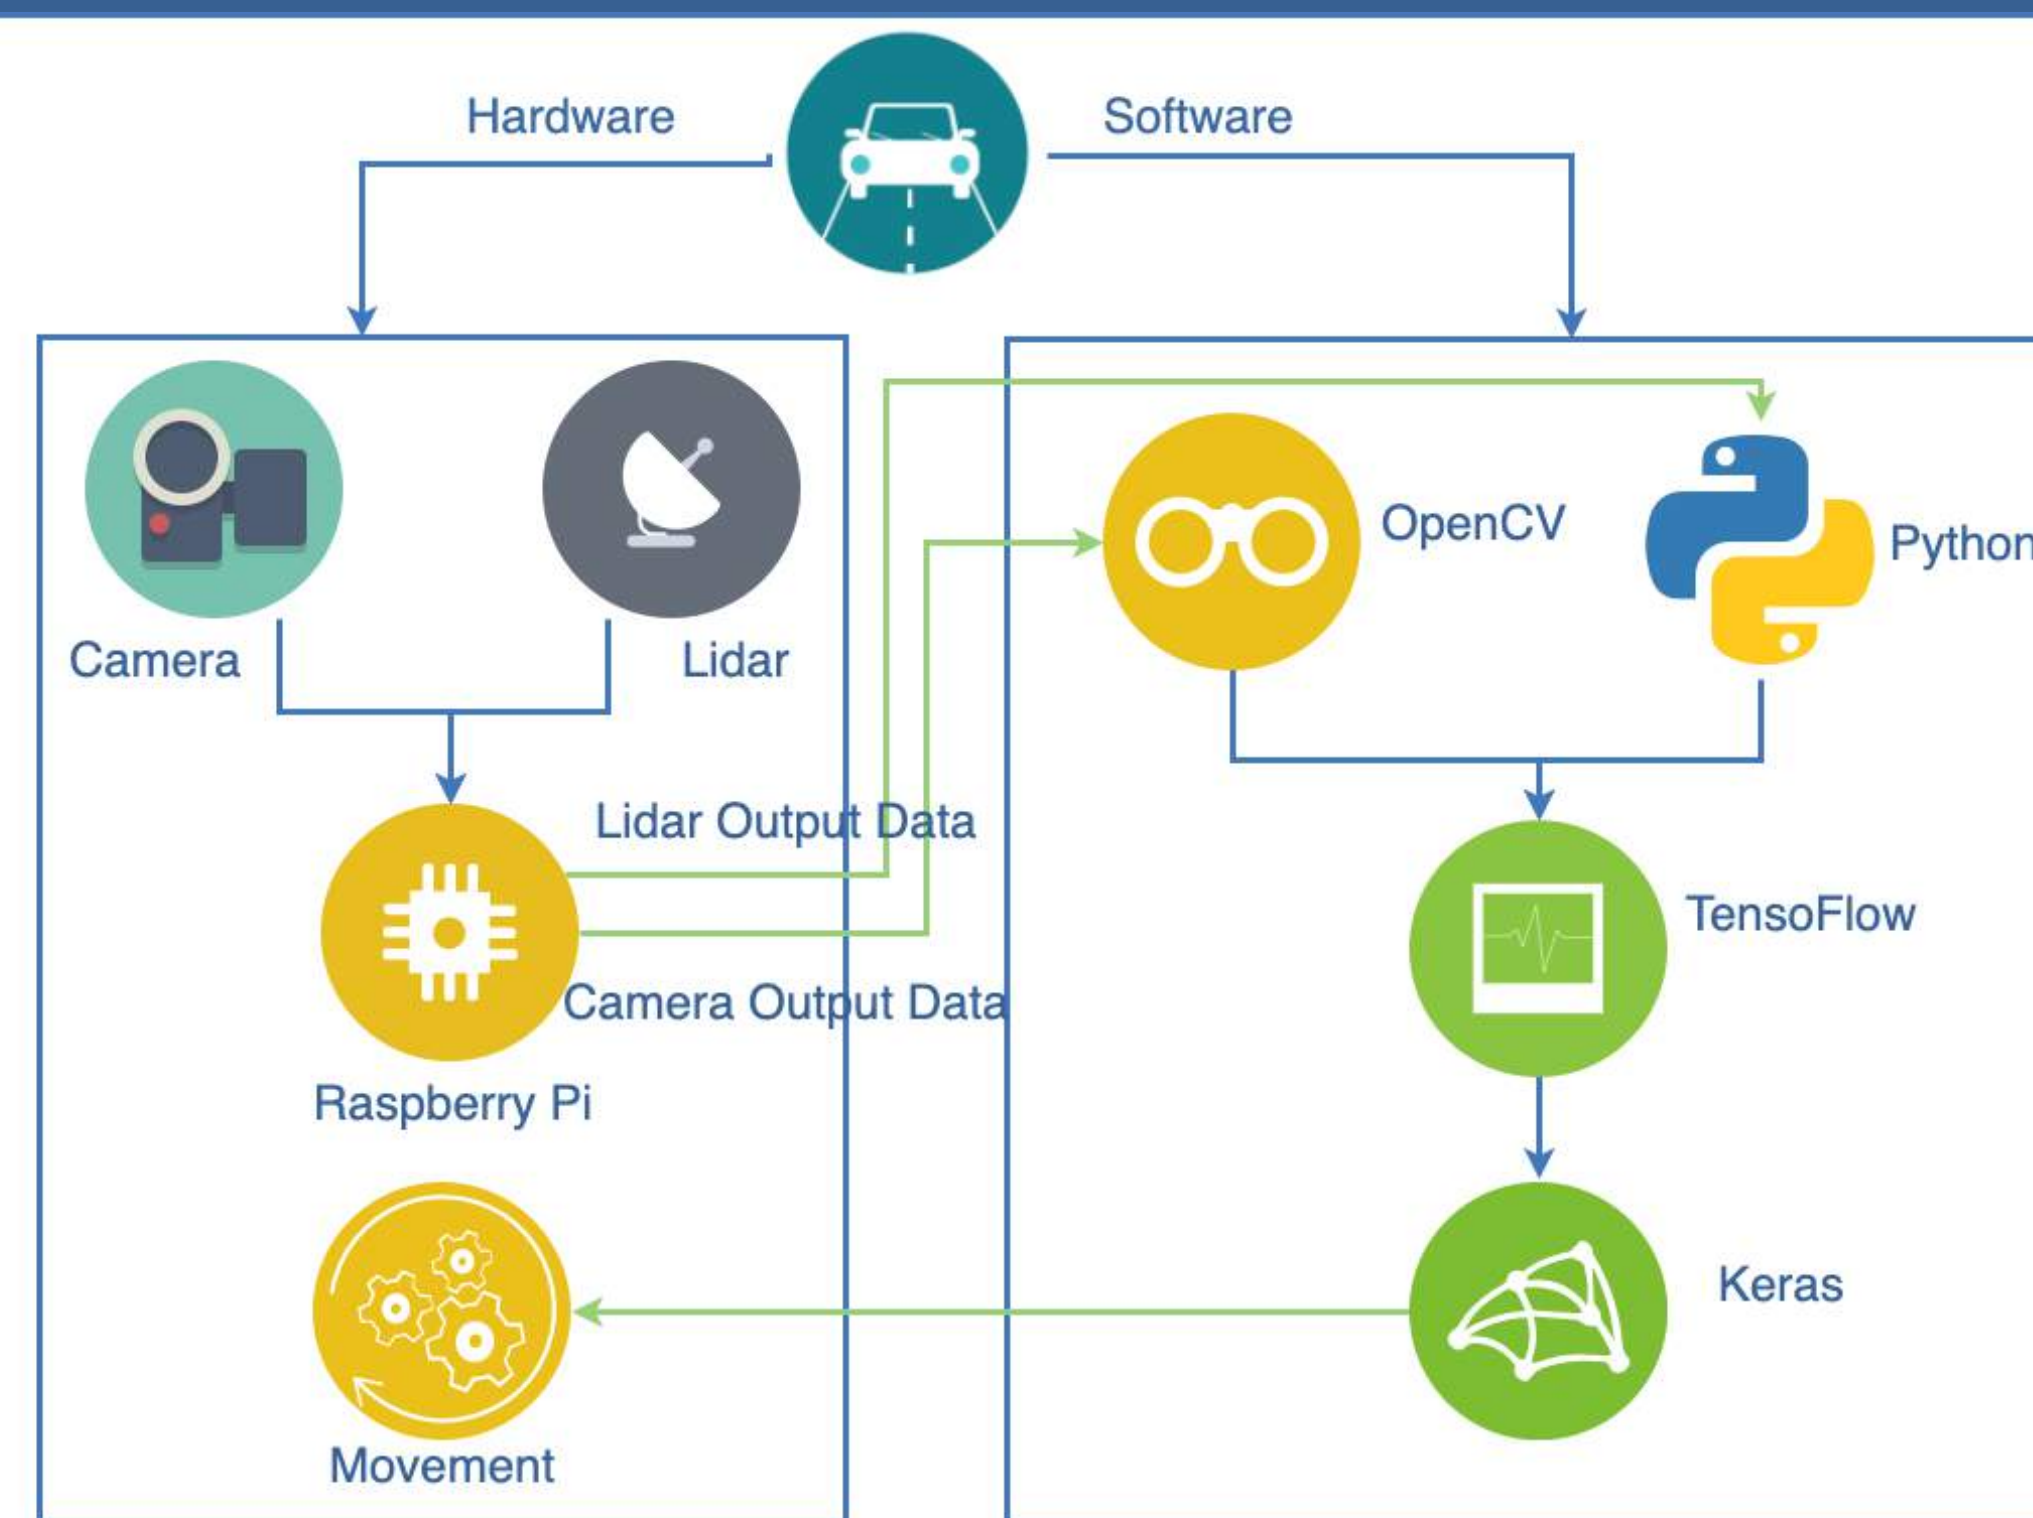 Hardware
Software
Camera
Lidar
OpenCV
Python
Lidar Output Data
Camera Output Data
Raspberry Pi
TensoFlow
Keras
Movement